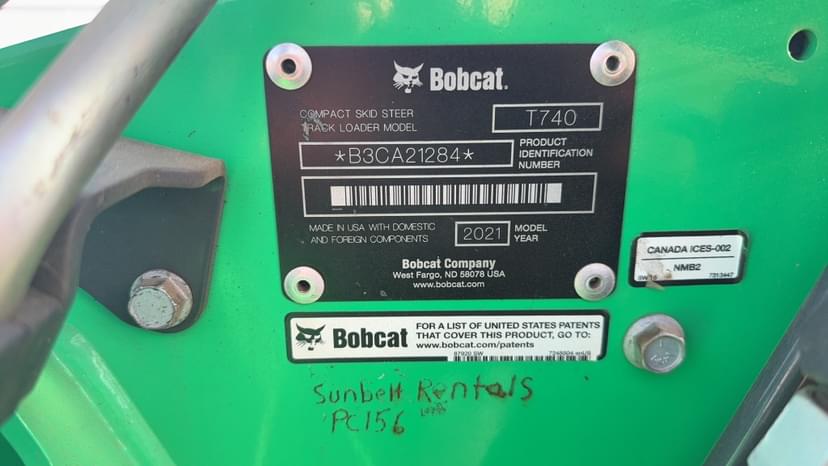 Bobcat.
COMPACT SKID STEER
TRACK LOADER MODEL
T740
*B3CA21284*
PRODUCT
IDENTIFICATION
NUMBER
MADE IN USA WITH DOMESTIC
AND FOREIGN COMPONENTS
2021
MODEL
YEAR
Bobcat Company
West Fargo, ND 58078 USA
www.bobcat.com
CANADA ICES-002
NMB2
7313447
Bobcat
FOR A LIST OF UNITED STATES PATENTS
THAT COVER THIS PRODUCT, GO TO:
www.bobcat.com/patents
87920 SW
Sunbelt Rentals
PC156